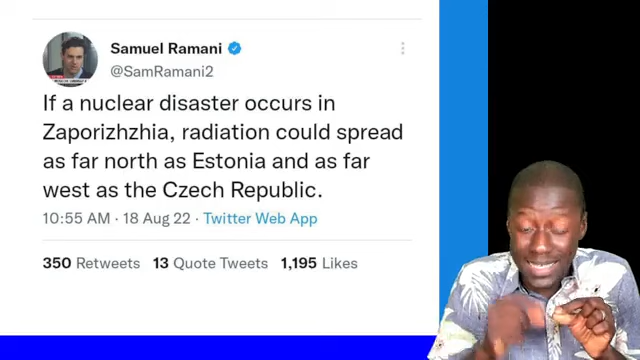 Samuel Ramani
@SamRamani2
If a nuclear disaster occurs in
Zaporizhzhia, radiation could spread
as far north as Estonia and as far
west as the Czech Republic.
10:55 AM · 18 Aug 22 · Twitter Web App
350 Retweets 13 Quote Tweets 1,195 Likes